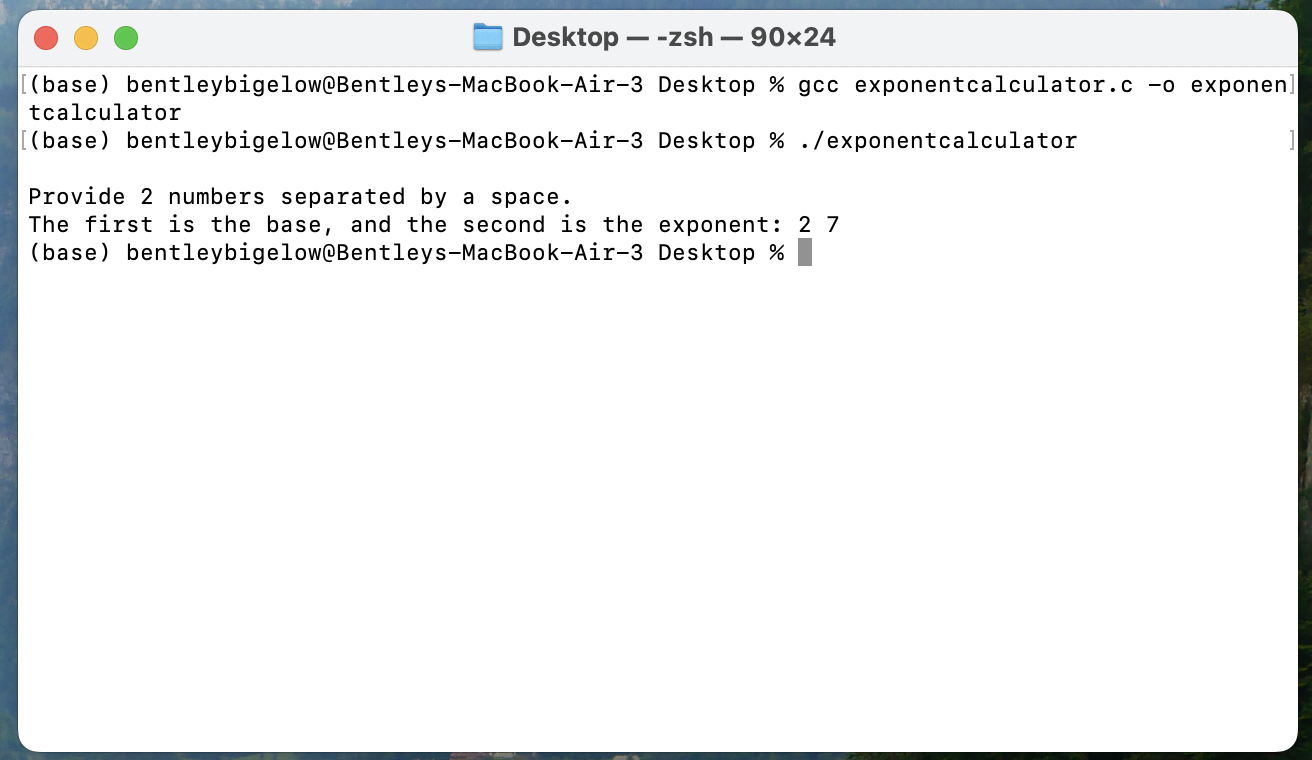 Desktop — -zsh — 90×24
[(base) bentleybigelow@Bentleys-MacBook-Air-3 Desktop % gcc exponentcalculator.c -o exponen]
tcalculator
[(base) bentleybigelow@Bentleys-MacBook-Air-3 Desktop % ./exponentcalculator ]
Provide 2 numbers separated by a space.
The first is the base, and the second is the exponent: 2 7
(base) bentleybigelow@Bentleys-MacBook-Air-3 Desktop %